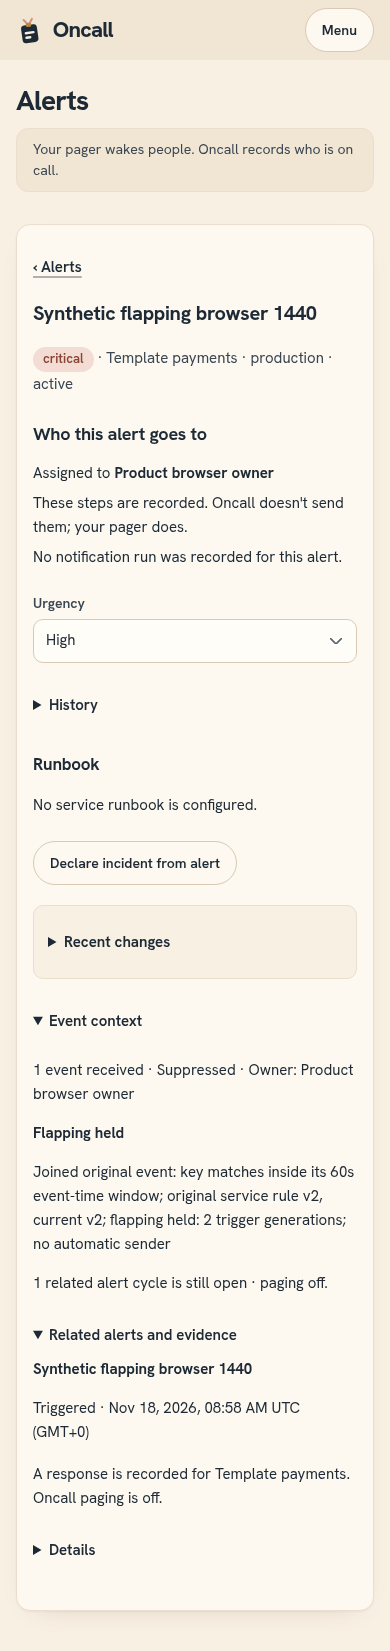 Oncall
Menu
Alerts
Your pager wakes people. Oncall records who is on
call.
‹ Alerts
Synthetic flapping browser 1440
critical · Template payments · production ·
active
Who this alert goes to
Assigned to Product browser owner
These steps are recorded. Oncall doesn't send
them; your pager does.
No notification run was recorded for this alert.
Urgency
High
▶ History
Runbook
No service runbook is configured.
Declare incident from alert
▶ Recent changes
▼ Event context
1 event received · Suppressed · Owner: Product
browser owner
Flapping held
Joined original event: key matches inside its 60s
event-time window; original service rule v2,
current v2; flapping held: 2 trigger generations;
no automatic sender
1 related alert cycle is still open · paging off.
▼ Related alerts and evidence
Synthetic flapping browser 1440
Triggered · Nov 18, 2026, 08:58 AM UTC
(GMT+0)
A response is recorded for Template payments.
Oncall paging is off.
▶ Details